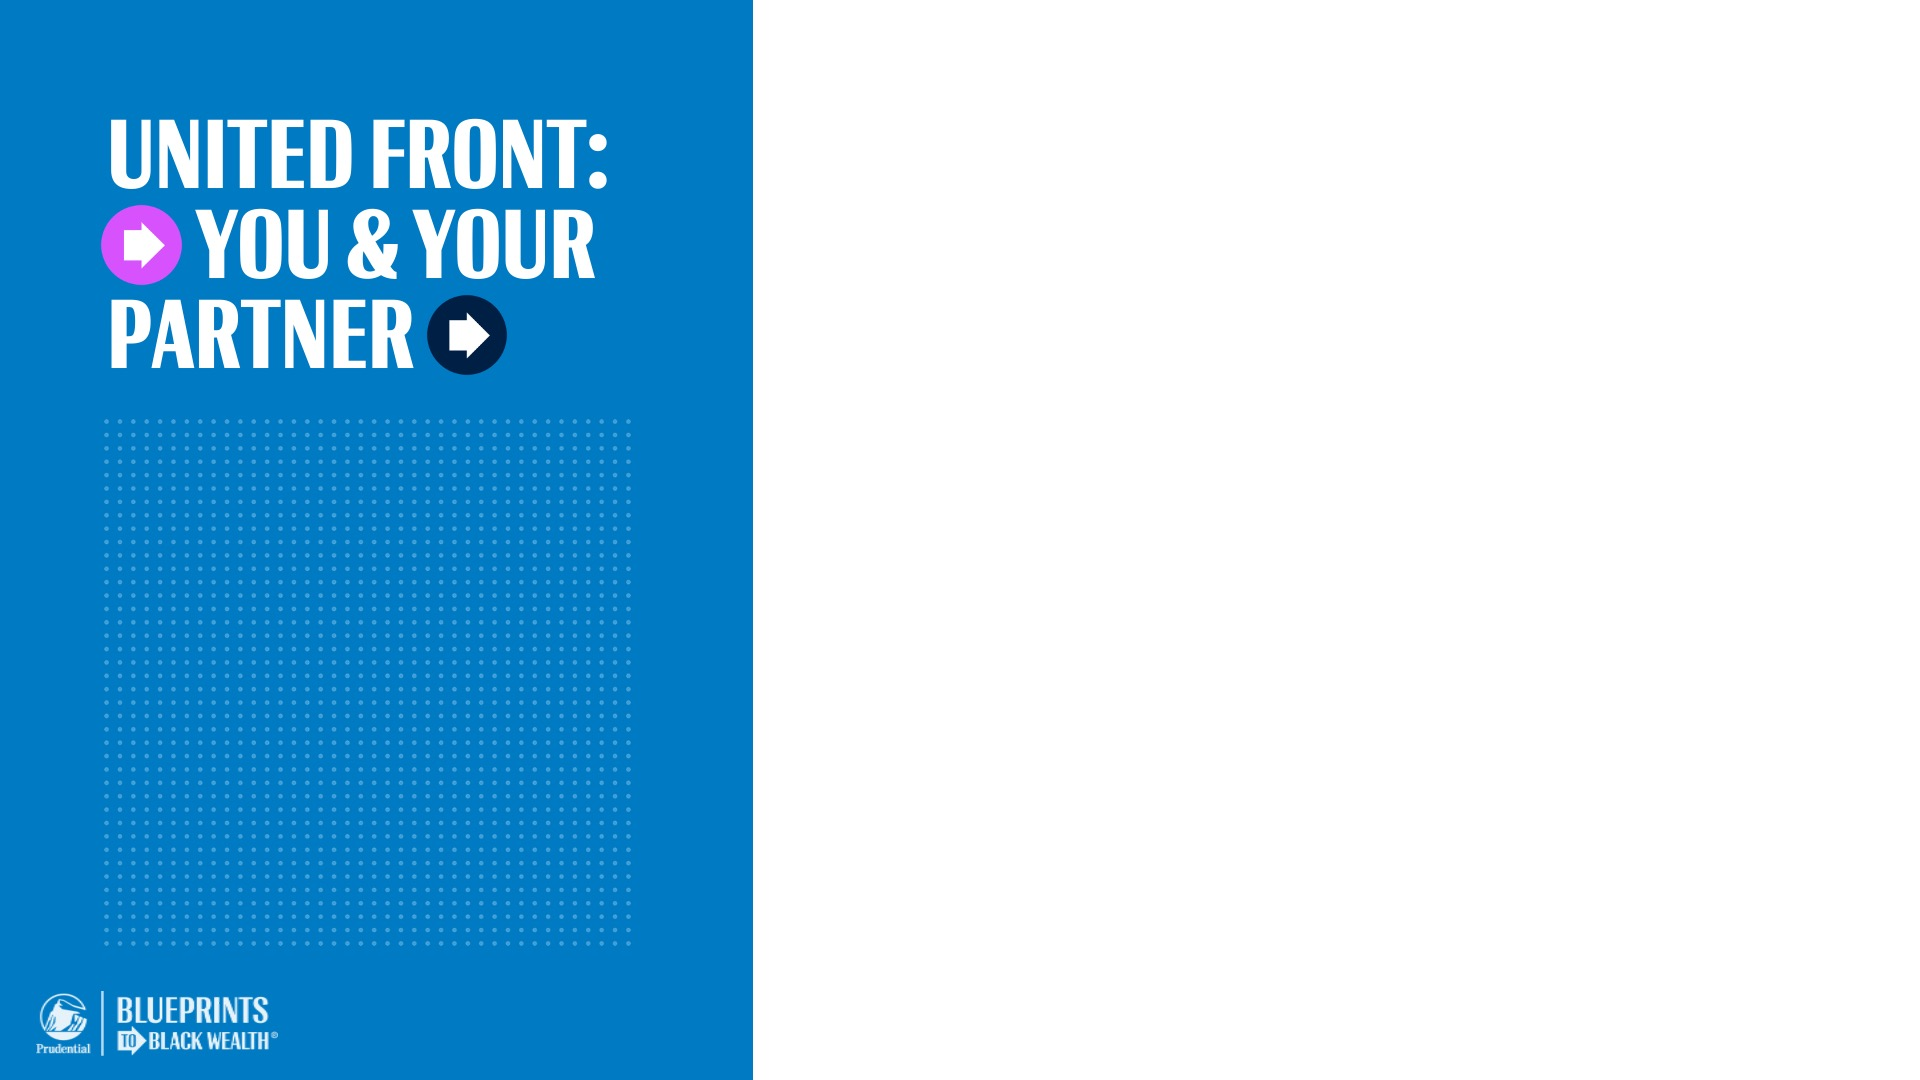 UNITED FRONT:
YOU & YOUR
PARTNER
Prudential
BLUEPRINTS
TO BLACK WEALTH®